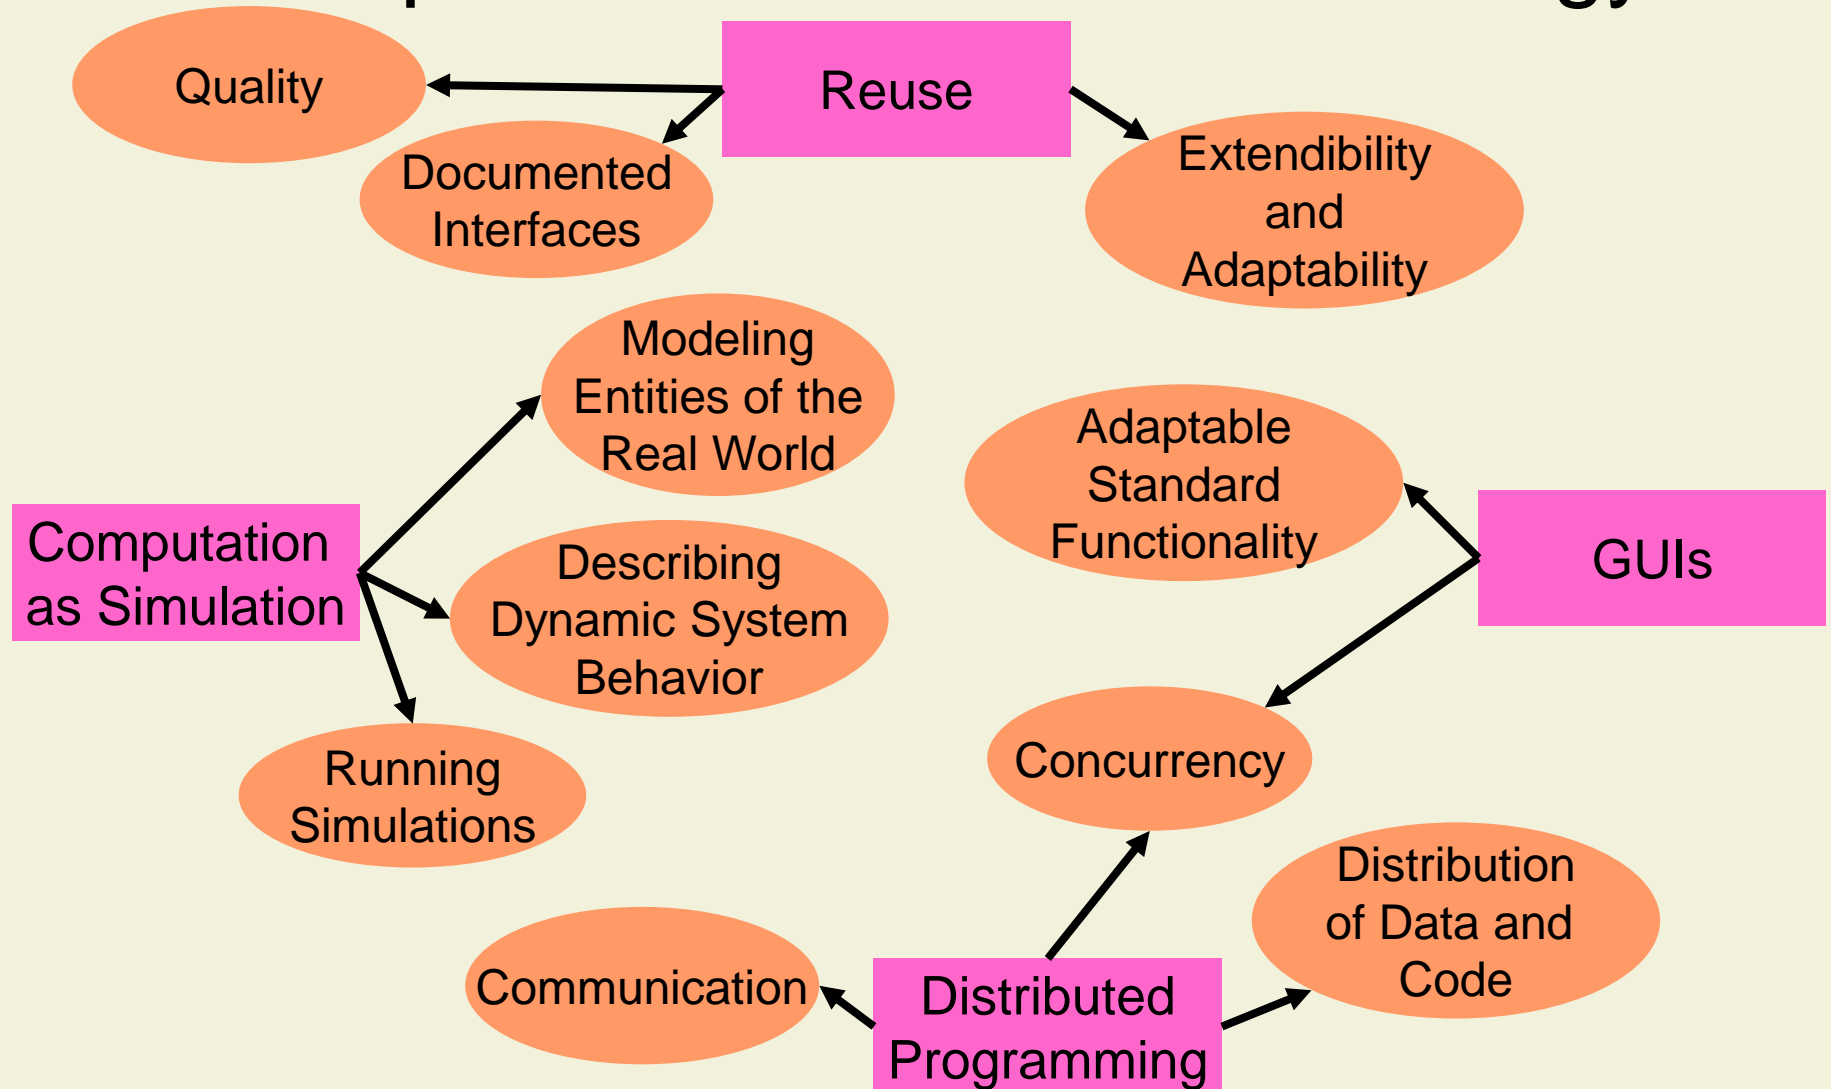 Quality
Reuse
Documented
Interfaces
Extendibility
and
Adaptability
Modeling
Entities of the
Real World
Adaptable
Standard
Functionality
Computation
as Simulation
Describing
Dynamic System
Behavior
GUIs
Running
Simulations
Concurrency
Distribution
of Data and
Code
Communication
Distributed
Programming